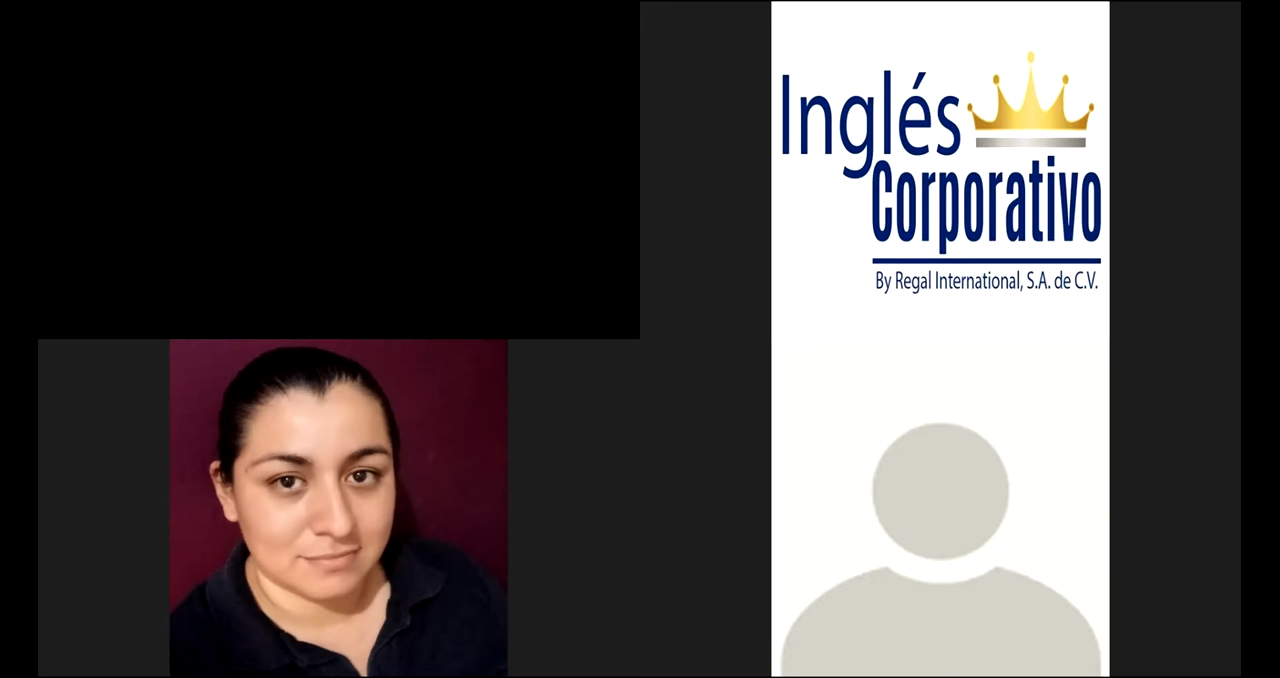 Inglés
Corporativo
By Regal International, S.A. de C.V.